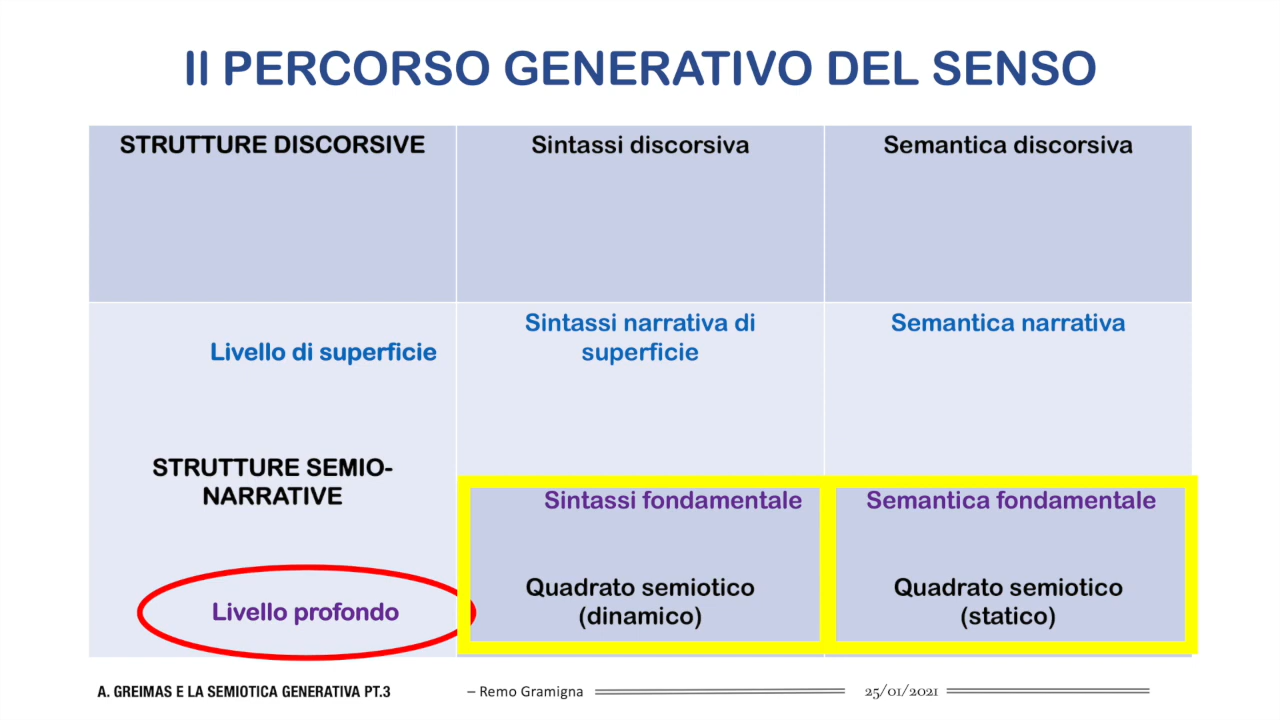 Il PERCORSO GENERATIVO DEL SENSO
STRUTTURE DISCORSIVE
Sintassi discorsiva
Semantica discorsiva
Livello di superficie
Sintassi narrativa di
superficie
Semantica narrativa
STRUTTURE SEMIO-
NARRATIVE
Sintassi fondamentale
Semantica fondamentale
Livello profondo
Quadrato semiotico
(dinamico)
Quadrato semiotico
(statico)
A. GREIMAS E LA SEMIOTICA GENERATIVA PT.3
– Remo Gramigna
25/01/2021